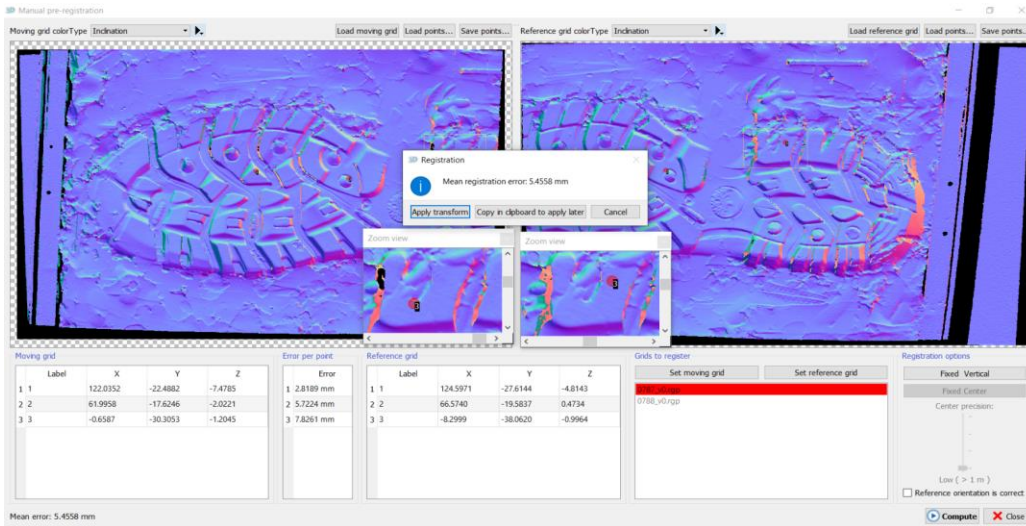 Manual pre-registration
Moving grid colorType Inclination Load moving grid Load points... Save points... Reference grid colorType Inclination Load reference grid Load points... Save points...
Registration
Mean registration error: 5.4558 mm
Apply transform Copy in clipboard to apply later Cancel
Zoom view Zoom view
3 3
Moving grid Error per point Reference grid Grids to register Registration options
Label X Y Z Error Label X Y Z Set moving grid Set reference grid Fixed Vertical
1 1 122.0352 -22.4882 -7.4785 1 2.8189 mm 1 1 124.5971 -27.6144 -4.8143 0787_v0.rgp Fixed Center
2 2 61.9958 -17.6246 -2.0221 2 5.7224 mm 2 2 66.5740 -19.5837 0.4734 0788_v0.rgp Center precision:
3 3 -0.6587 -30.3053 -1.2045 3 7.8261 mm 3 3 -8.2999 -38.0620 -0.9964
Low ( > 1 m )
Reference orientation is correct
Mean error: 5.4558 mm Compute Close